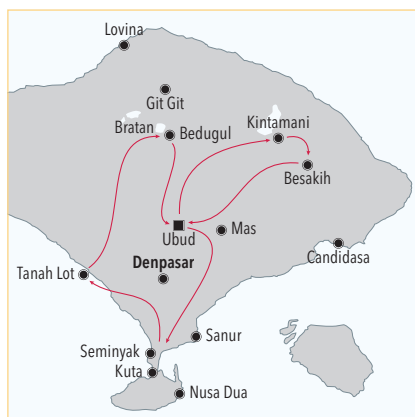 Lovina
Git Git
Bratan
Bedugul
Kintamani
Besakih
Ubud
Mas
Candidasa
Denpasar
Tanah Lot
Sanur
Seminyak
Kuta
Nusa Dua